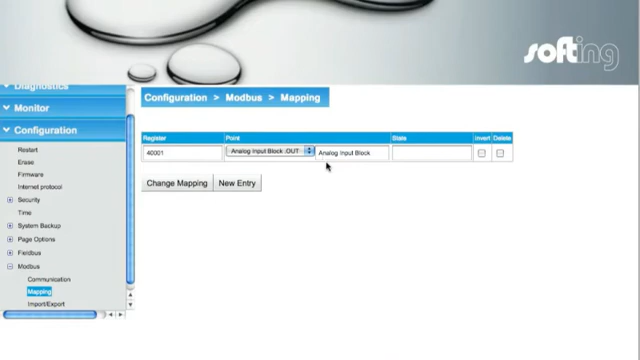 softing
Diagnostics
Monitor
Configuration
Restart
Erase
Firmware
Internet protocol
Security
Time
System Backup
Page Options
Fieldbus
Modbus
Communication
Mapping
Import/Export
Configuration > Modbus > Mapping
Register Point State Invert Delete
40001 Analog Input Block .OUT Analog Input Block
Change Mapping New Entry